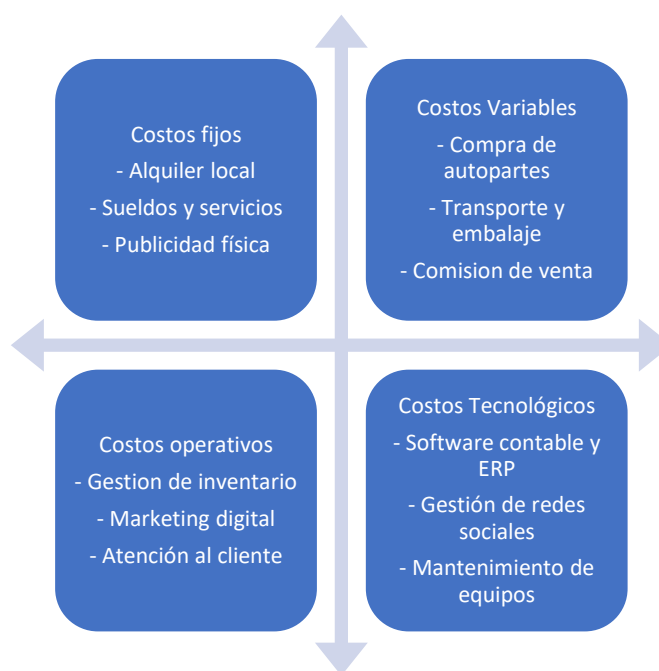 Costos fijos
- Alquiler local
- Sueldos y servicios
- Publicidad física
Costos Variables
- Compra de
autopartes
- Transporte y
embalaje
- Comision de venta
Costos operativos
- Gestion de inventario
- Marketing digital
- Atención al cliente
Costos Tecnológicos
- Software contable y
ERP
- Gestión de redes
sociales
- Mantenimiento de
equipos